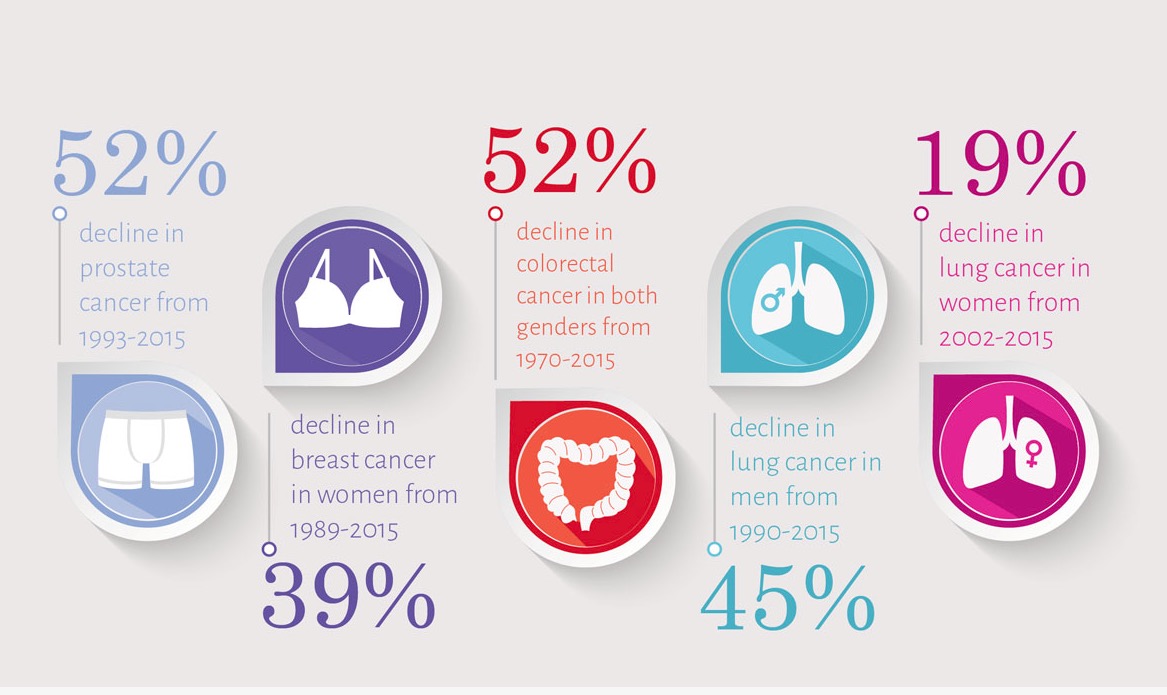 52%
decline in
prostate
cancer from
1993-2015
decline in
breast cancer
in women from
1989-2015
39%
52%
decline in
colorectal
cancer in both
genders from
1970-2015
decline in
lung cancer in
men from
1990-2015
45%
19%
decline in
lung cancer in
women from
2002-2015